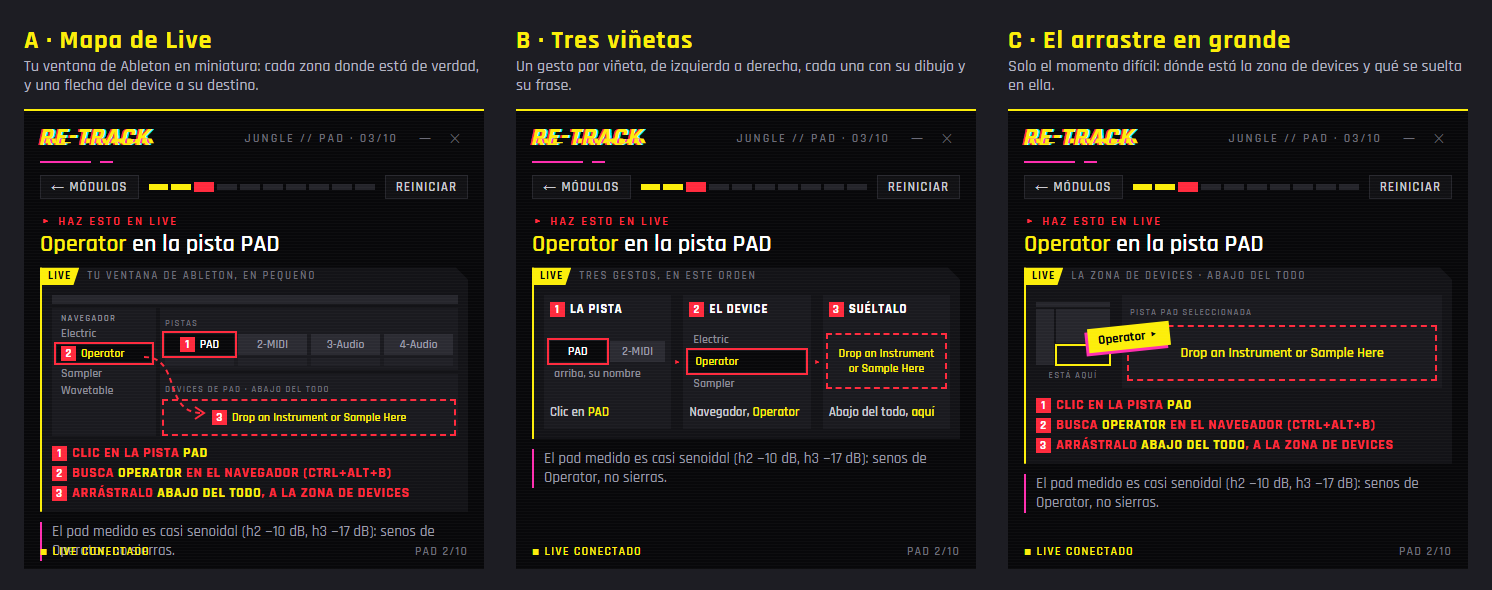 A · Mapa de Live
Tu ventana de Ableton en miniatura: cada zona donde está de verdad,
y una flecha del device a su destino.
RE-TRACK
JUNGLE // PAD · 03/10 — ×
← MÓDULOS
REINICIAR
► HAZ ESTO EN LIVE
Operator en la pista PAD
LIVE TU VENTANA DE ABLETON, EN PEQUEÑO
NAVEGADOR
Electric
2 Operator
Sampler
Wavetable
PISTAS
1 PAD
2-MIDI
3-Audio
4-Audio
DEVICES DE PAD · ABAJO DEL TODO
3 Drop an Instrument or Sample Here
1 CLIC EN LA PISTA PAD
2 BUSCA OPERATOR EN EL NAVEGADOR (CTRL+ALT+B)
3 ARRÁSTRALO ABAJO DEL TODO, A LA ZONA DE DEVICES
El pad medido es casi senoidal (h2 −10 dB, h3 −17 dB): senos de
Operator, no sierras.
■ LIVE CONECTADO
PAD 2/10
B · Tres viñetas
Un gesto por viñeta, de izquierda a derecha, cada una con su dibujo y
su frase.
RE-TRACK
JUNGLE // PAD · 03/10 — ×
← MÓDULOS
REINICIAR
► HAZ ESTO EN LIVE
Operator en la pista PAD
LIVE TRES GESTOS, EN ESTE ORDEN
1 LA PISTA
PAD
2-MIDI
arriba, su nombre
Clic en PAD
2 EL DEVICE
Electric
Operator
Sampler
Navegador, Operator
3 SUÉLTALO
Drop an Instrument
or Sample Here
Abajo del todo, aquí
El pad medido es casi senoidal (h2 −10 dB, h3 −17 dB): senos de
Operator, no sierras.
■ LIVE CONECTADO
PAD 2/10
C · El arrastre en grande
Solo el momento difícil: dónde está la zona de devices y qué se suelta
en ella.
RE-TRACK
JUNGLE // PAD · 03/10 — ×
← MÓDULOS
REINICIAR
► HAZ ESTO EN LIVE
Operator en la pista PAD
LIVE LA ZONA DE DEVICES · ABAJO DEL TODO
ESTÁ AQUÍ
Operator ►
PISTA PAD SELECCIONADA
Drop an Instrument or Sample Here
1 CLIC EN LA PISTA PAD
2 BUSCA OPERATOR EN EL NAVEGADOR (CTRL+ALT+B)
3 ARRÁSTRALO ABAJO DEL TODO, A LA ZONA DE DEVICES
El pad medido es casi senoidal (h2 −10 dB, h3 −17 dB): senos de
Operator, no sierras.
■ LIVE CONECTADO
PAD 2/10